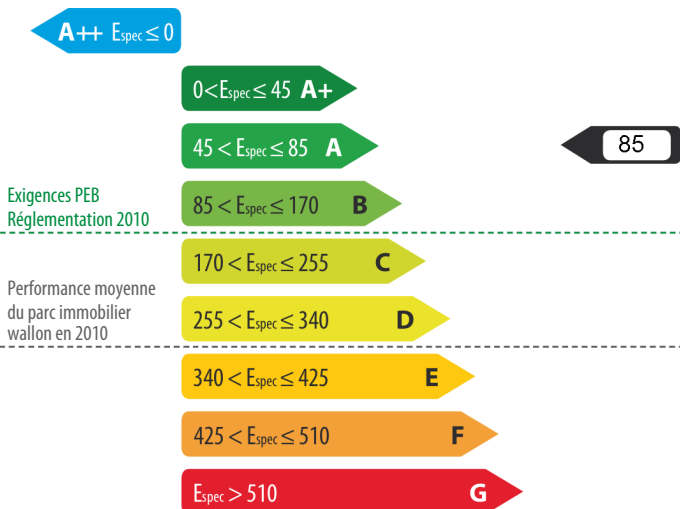 A++ Espec ≤ 0
0<Espec ≤ 45 A+
45 < Espec ≤ 85 A
85
Exigences PEB
Réglementation 2010
85 < Espec ≤ 170 B
170 < Espec ≤ 255 C
Performance moyenne
du parc immobilier
wallon en 2010
255 < Espec ≤ 340 D
340 < Espec ≤ 425 E
425 < Espec ≤ 510 F
Espec > 510 G